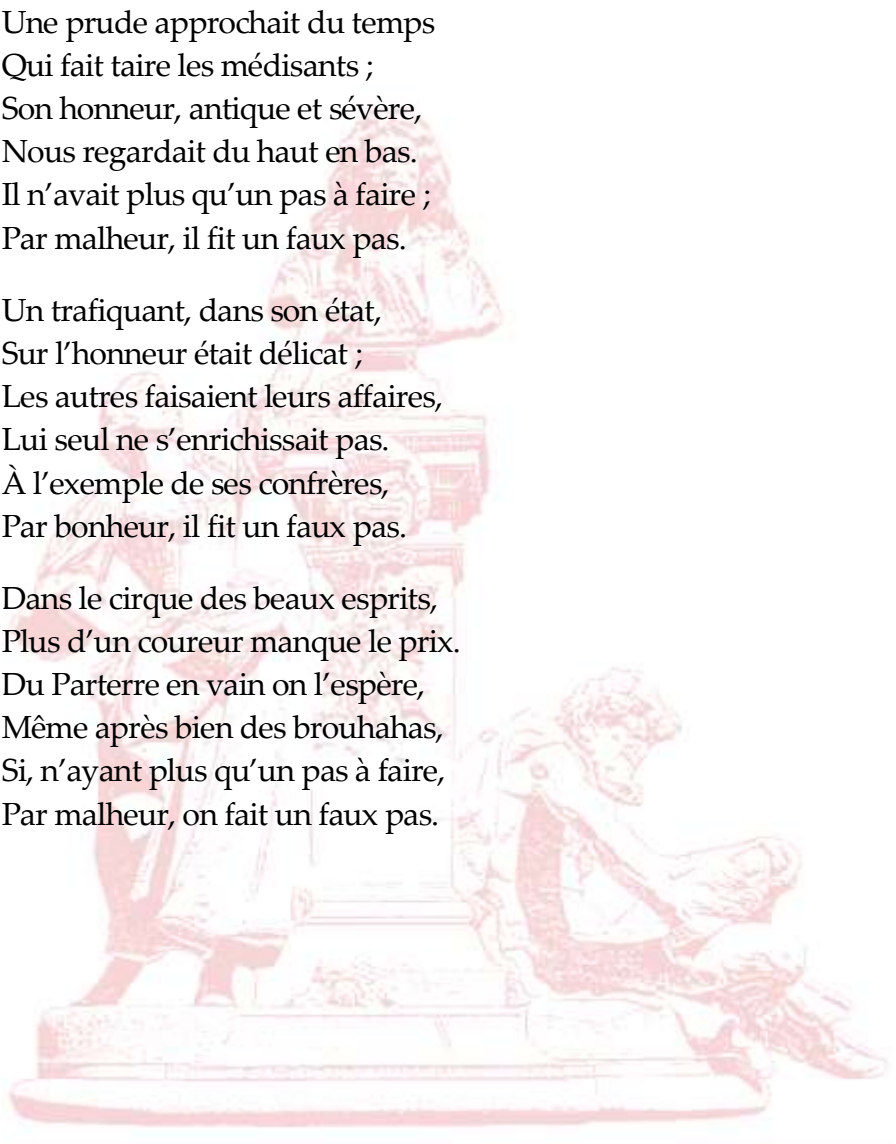 Une prude approchait du temps
Qui fait taire les médisants ;
Son honneur, antique et sévère,
Nous regardait du haut en bas.
Il n’avait plus qu’un pas à faire ;
Par malheur, il fit un faux pas.
Un trafiquant, dans son état,
Sur l’honneur était délicat ;
Les autres faisaient leurs affaires,
Lui seul ne s’enrichissait pas.
À l’exemple de ses confrères,
Par bonheur, il fit un faux pas.
Dans le cirque des beaux esprits,
Plus d’un coureur manque le prix.
Du Parterre en vain on l’espère,
Même après bien des brouhahas,
Si, n’ayant plus qu’un pas à faire,
Par malheur, on fait un faux pas.